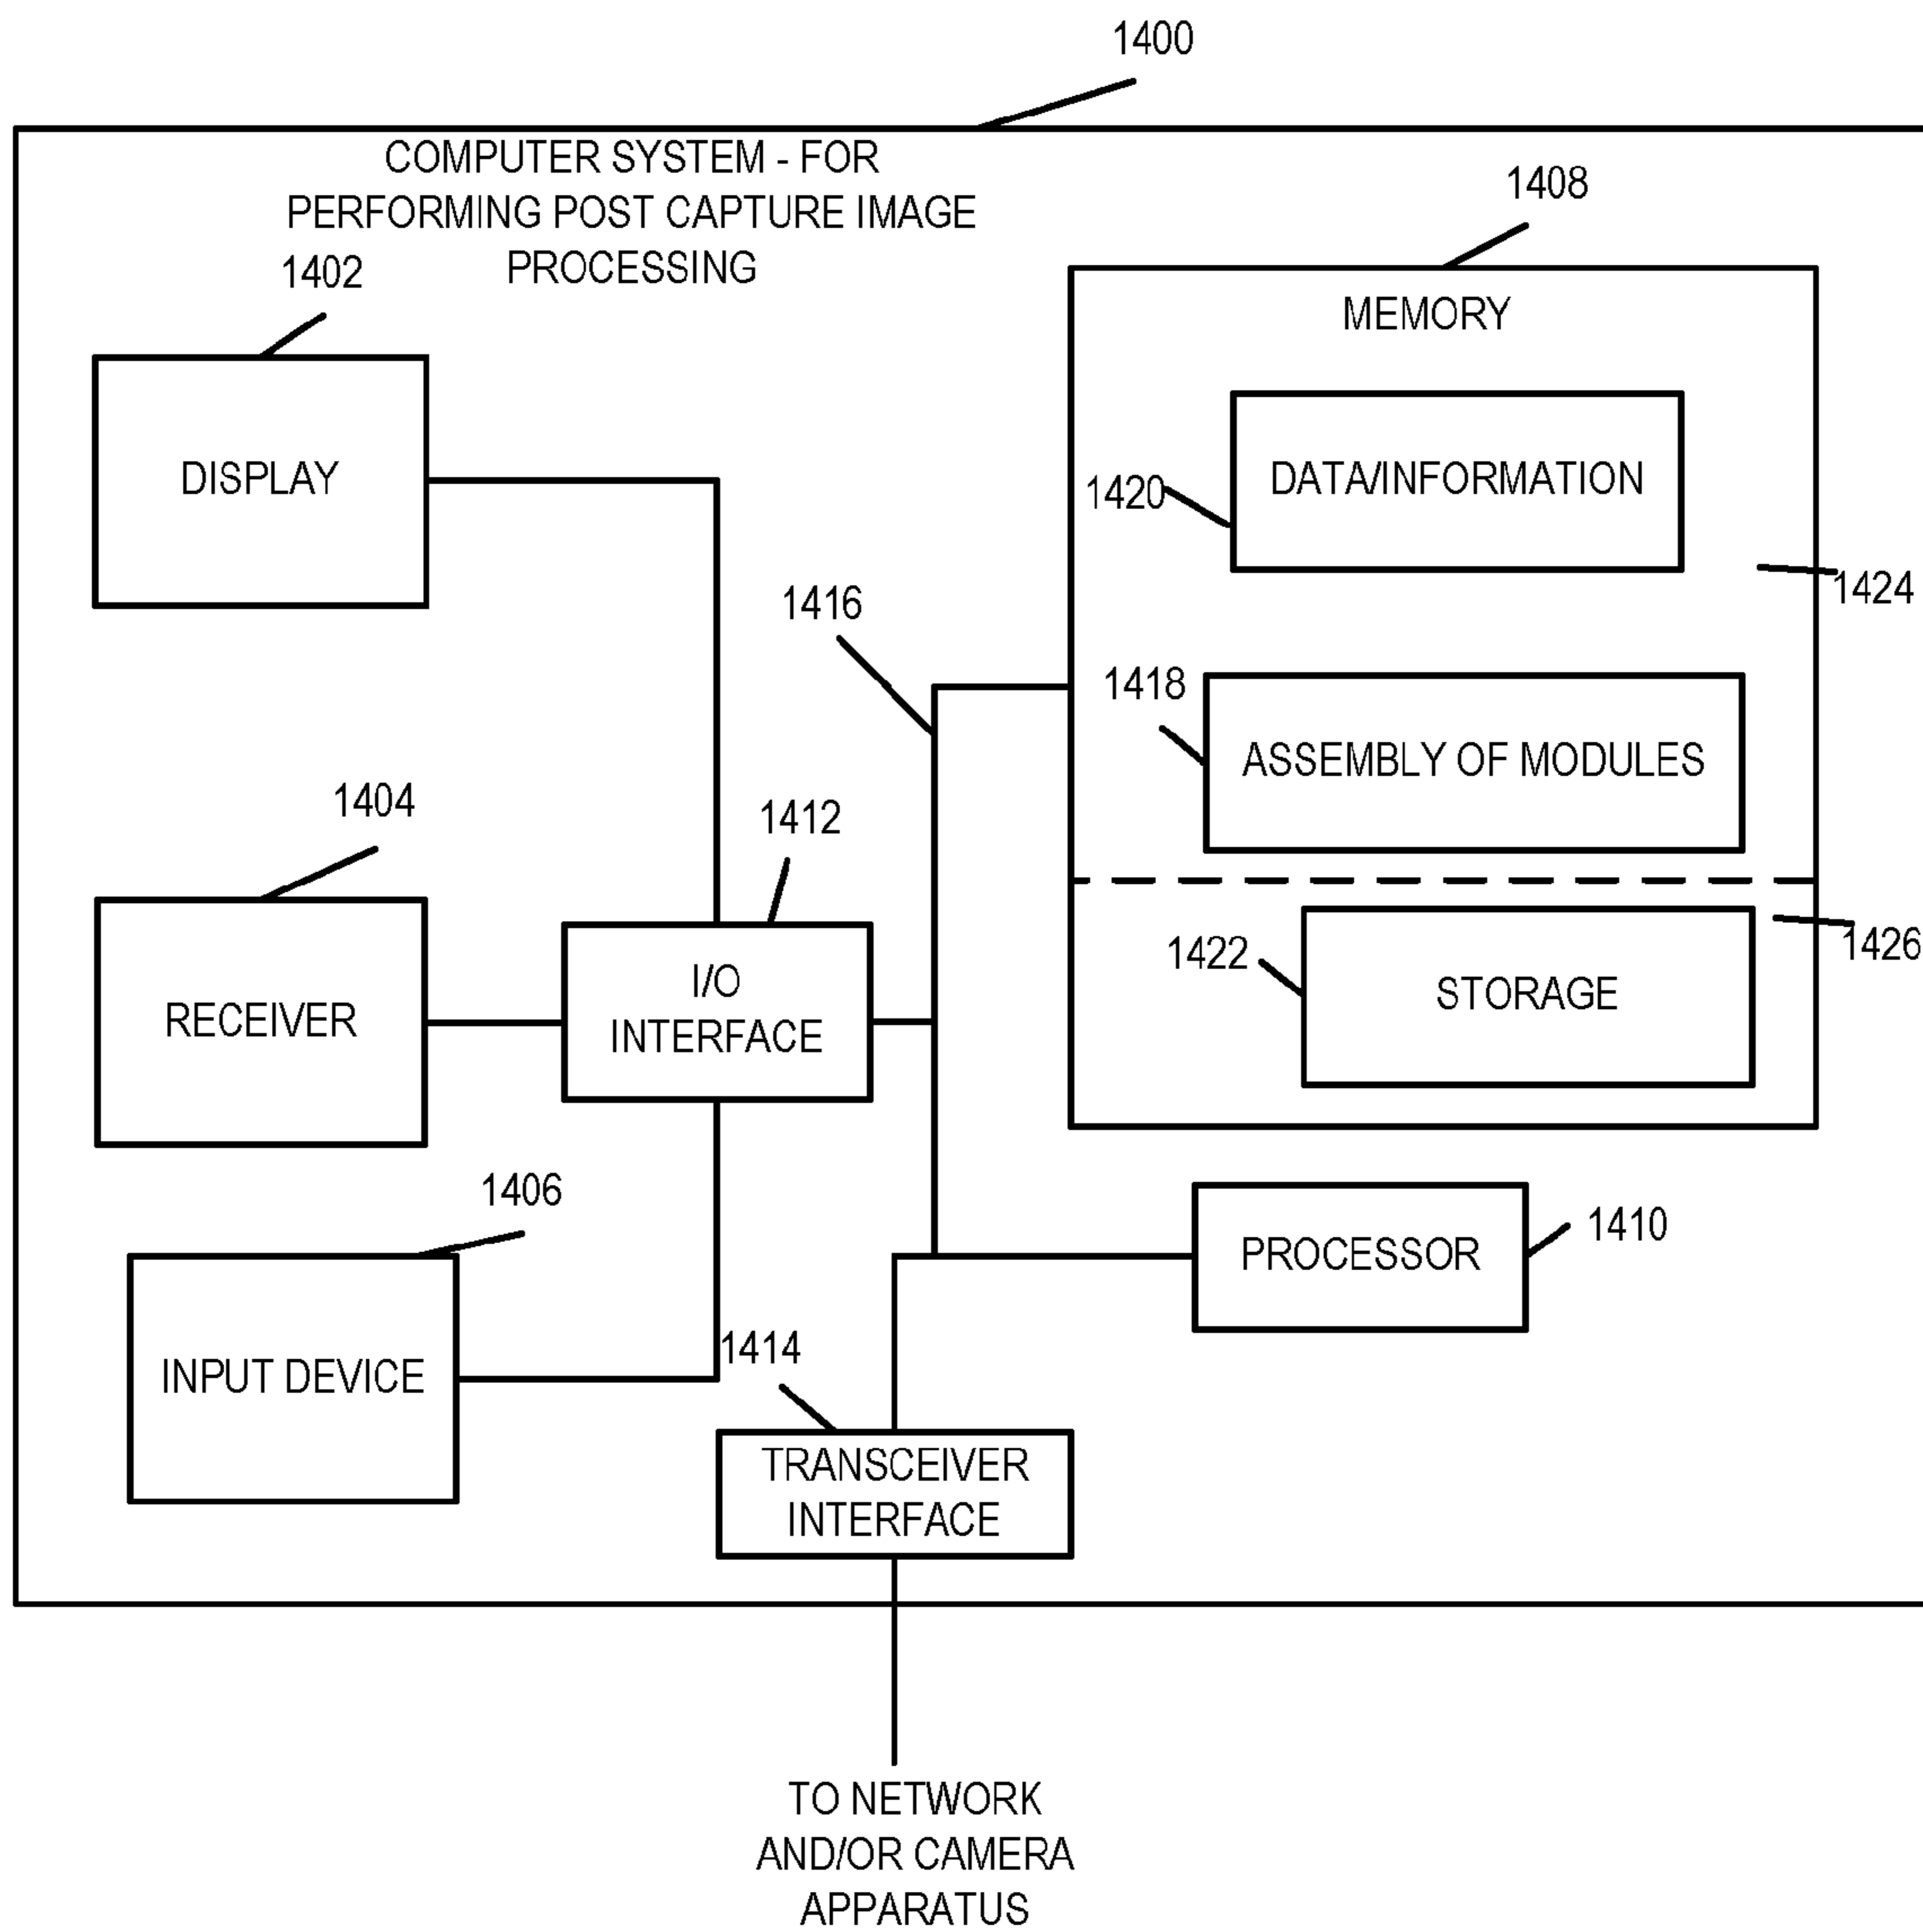 1400
COMPUTER SYSTEM - FOR
PERFORMING POST CAPTURE IMAGE
PROCESSING
1402
DISPLAY
1404
RECEIVER
1406
INPUT DEVICE
1412
I/O
INTERFACE
1416
1414
TRANSCEIVER
INTERFACE
1408
MEMORY
1420
DATA/INFORMATION
1424
1418
ASSEMBLY OF MODULES
1422
STORAGE
1426
PROCESSOR
1410
TO NETWORK
AND/OR CAMERA
APPARATUS